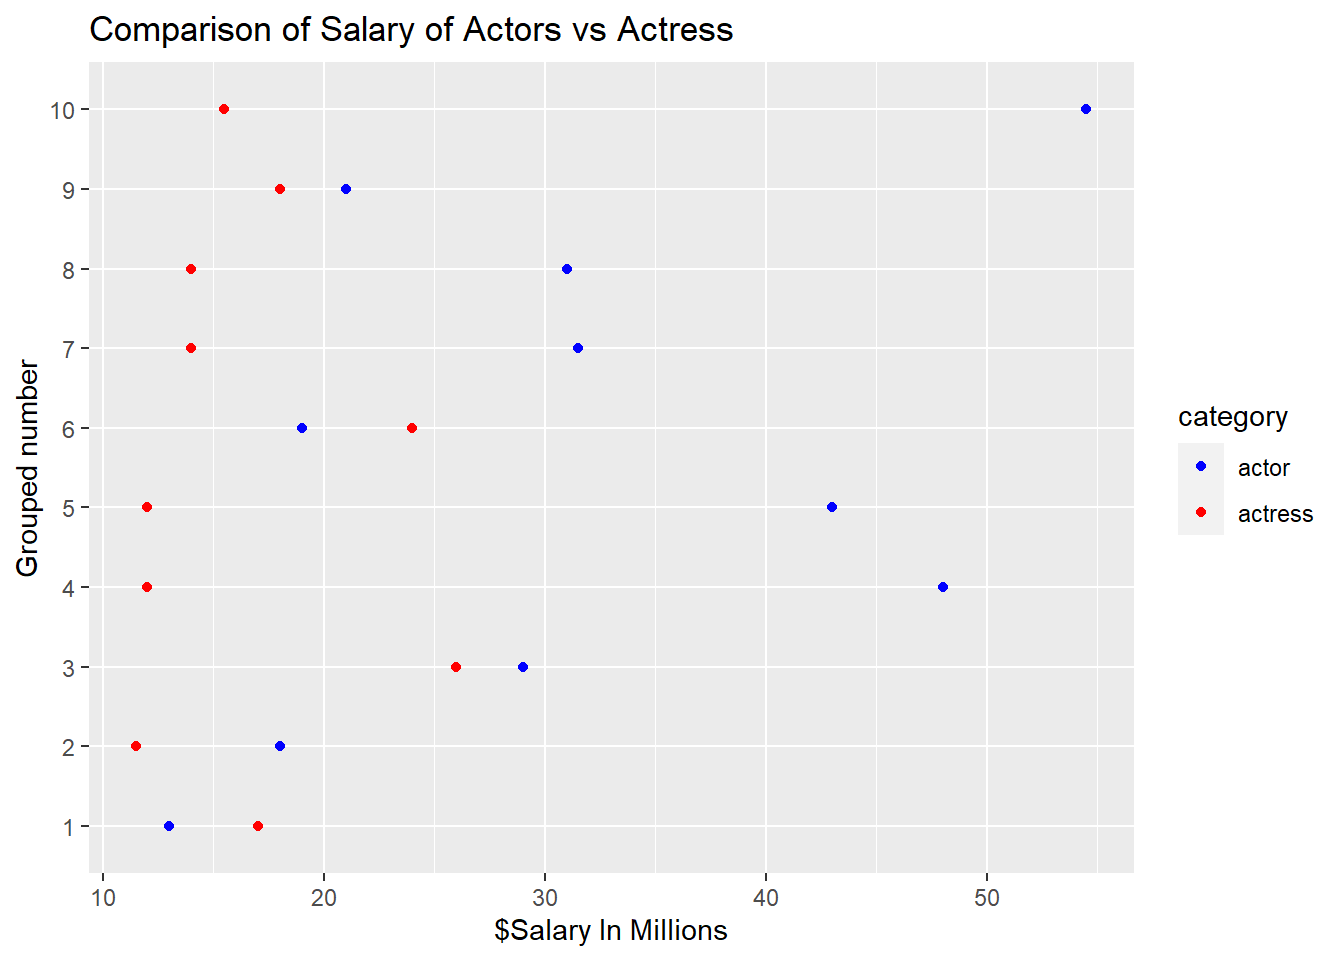 Comparison of Salary of Actors vs Actress
10
9
8
7
6
5
4
3
2
1
Grouped number
10 20 30 40 50
$Salary In Millions
category
actor
actress